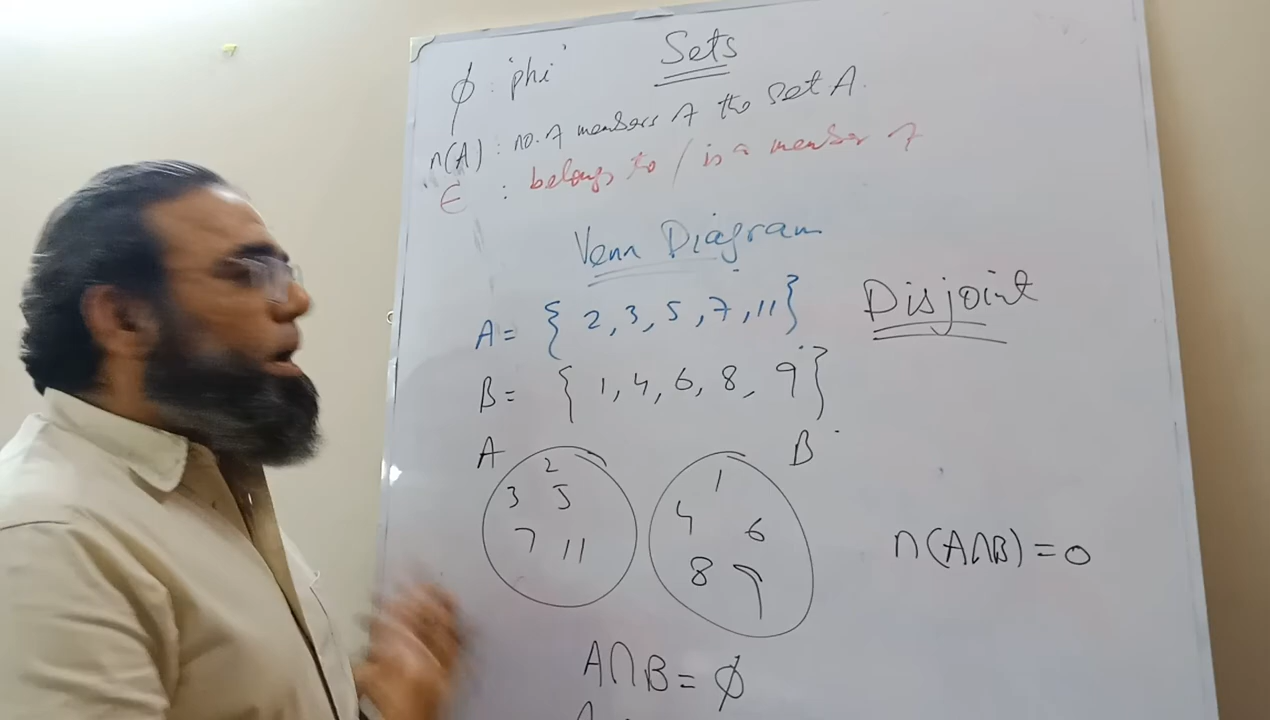 Sets
φ : 'phi'
n(A) : no. of members of the set A.
∈ : belongs to / is a member of
Venn Diagram
A = { 2, 3, 5, 7, 11 }
Disjoint
B = { 1, 4, 6, 8, 9 }
A
B
2
3 5
7 11
1
4 6
8 9
n(A∩B) = 0
A∩B = φ